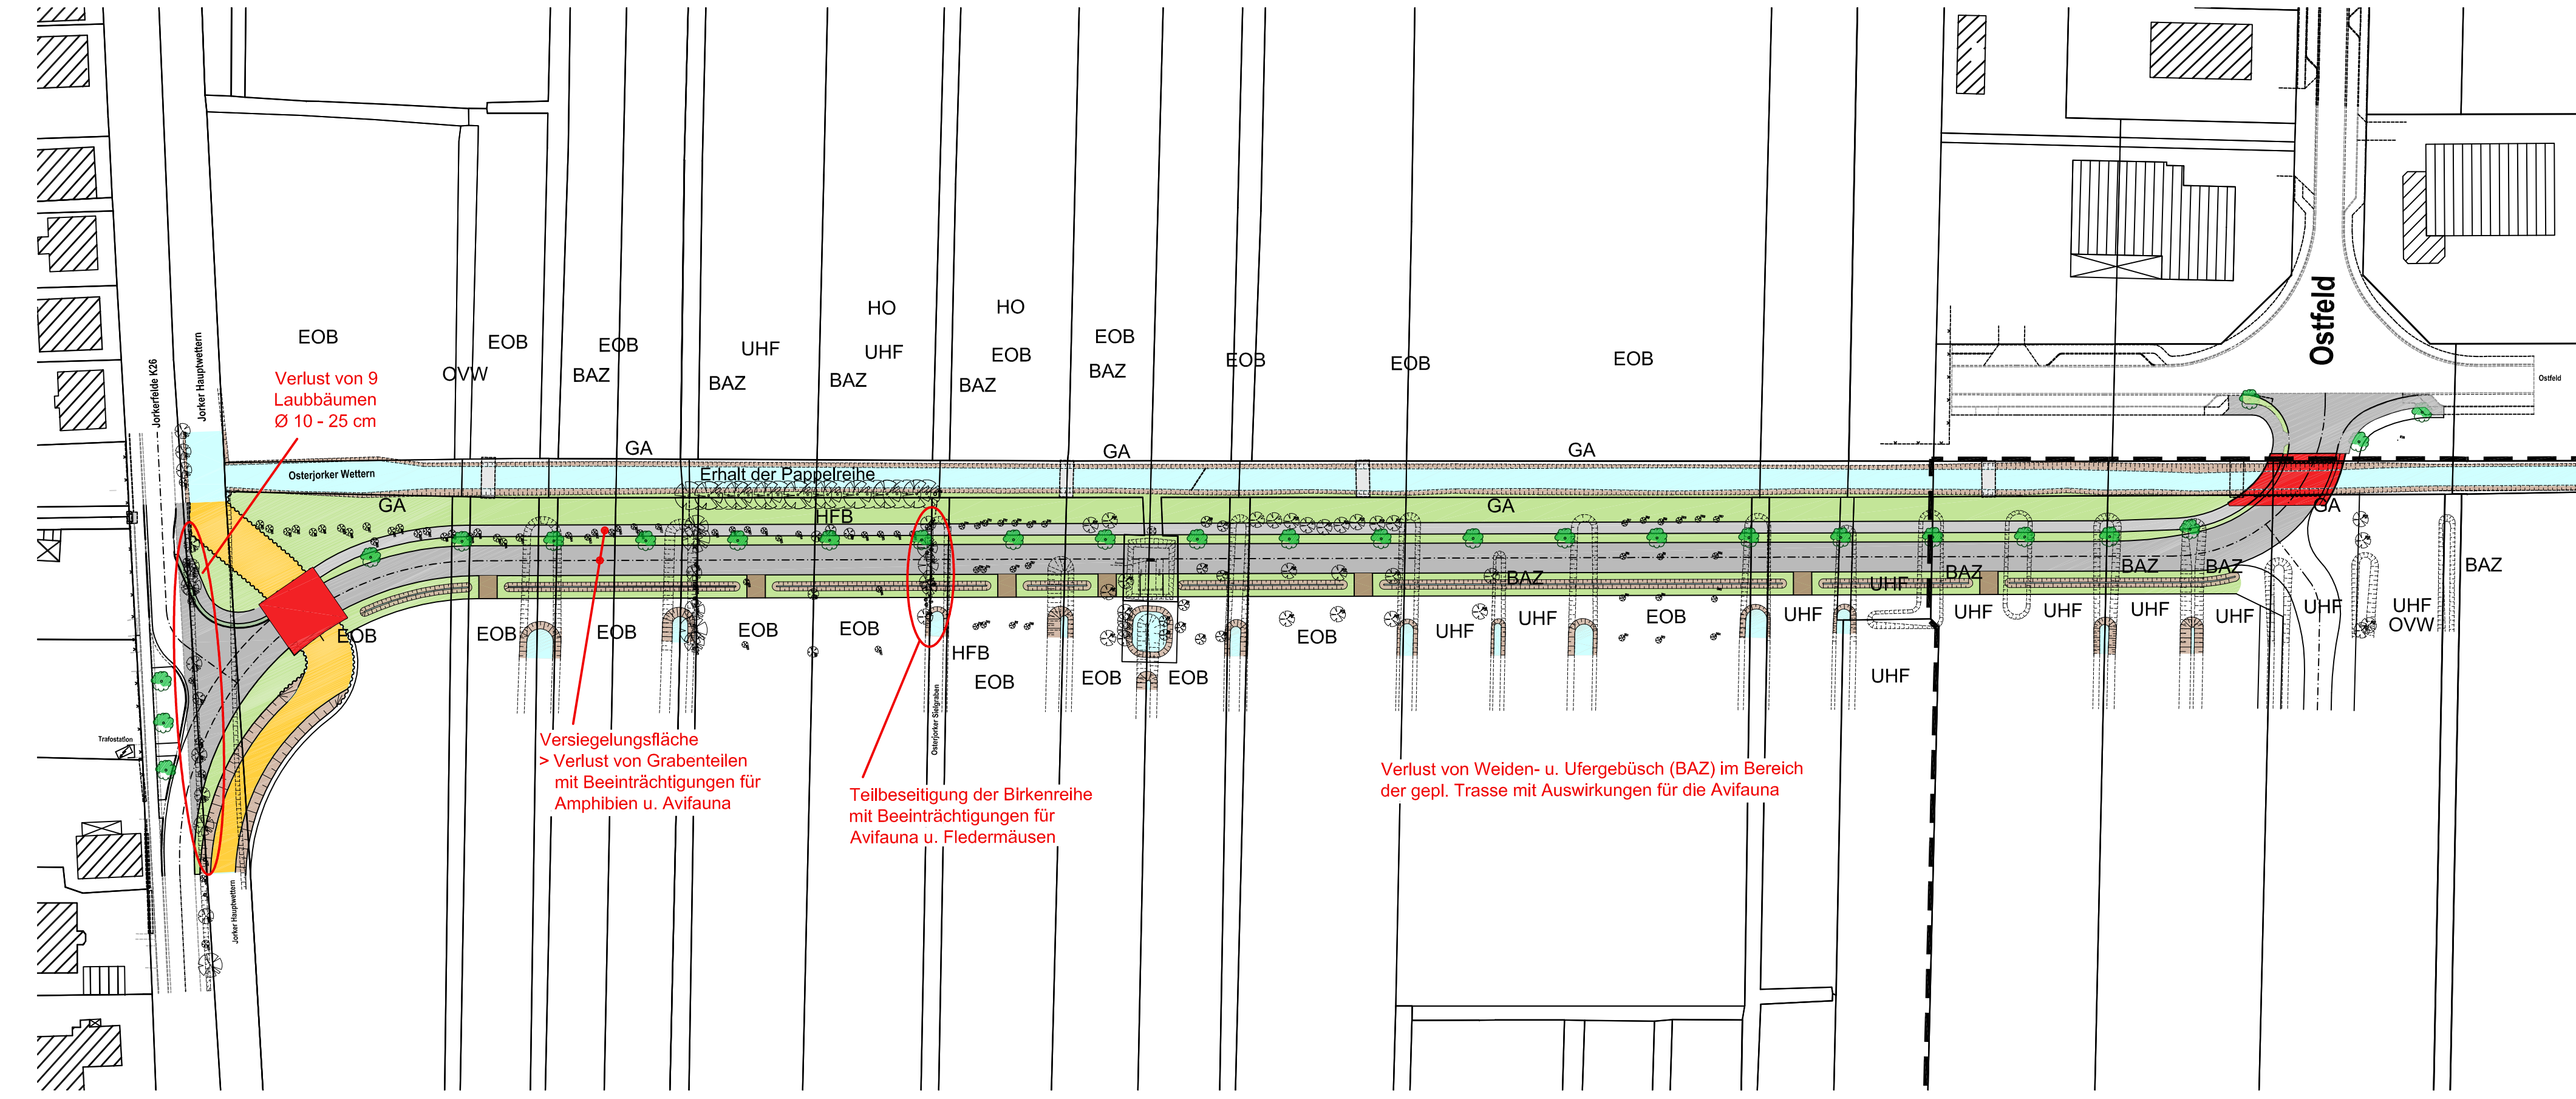 Ostfeld
HO
HO
EOB
EOB
EOB
UHF
UHF
EOB
EOB
EOB
EOB
EOB
OVW
BAZ
BAZ
BAZ
BAZ
BAZ
Jorkerfelde K26
Jorker Hauptwettern
Ostfeld
Verlust von 9
Laubbäumen
Ø 10 - 25 cm
GA
GA
GA
Osterjorker Wettern
Erhalt der Pappelreihe
GA
HFB
GA
GA
BAZ
UHF
BAZ
BAZ
BAZ
BAZ
EOB
EOB
EOB
EOB
EOB
EOB
UHF
UHF
EOB
UHF
UHF
UHF
UHF
UHF
UHF
UHF
OVW
HFB
EOB
EOB
EOB
UHF
Osterjorker Sielgraben
Trafostation
Versiegelungsfläche
> Verlust von Grabenteilen
mit Beeinträchtigungen für
Amphibien u. Avifauna
Teilbeseitigung der Birkenreihe
mit Beeinträchtigungen für
Avifauna u. Fledermäusen
Verlust von Weiden- u. Ufergebüsch (BAZ) im Bereich
der gepl. Trasse mit Auswirkungen für die Avifauna
Jorker Hauptwettern